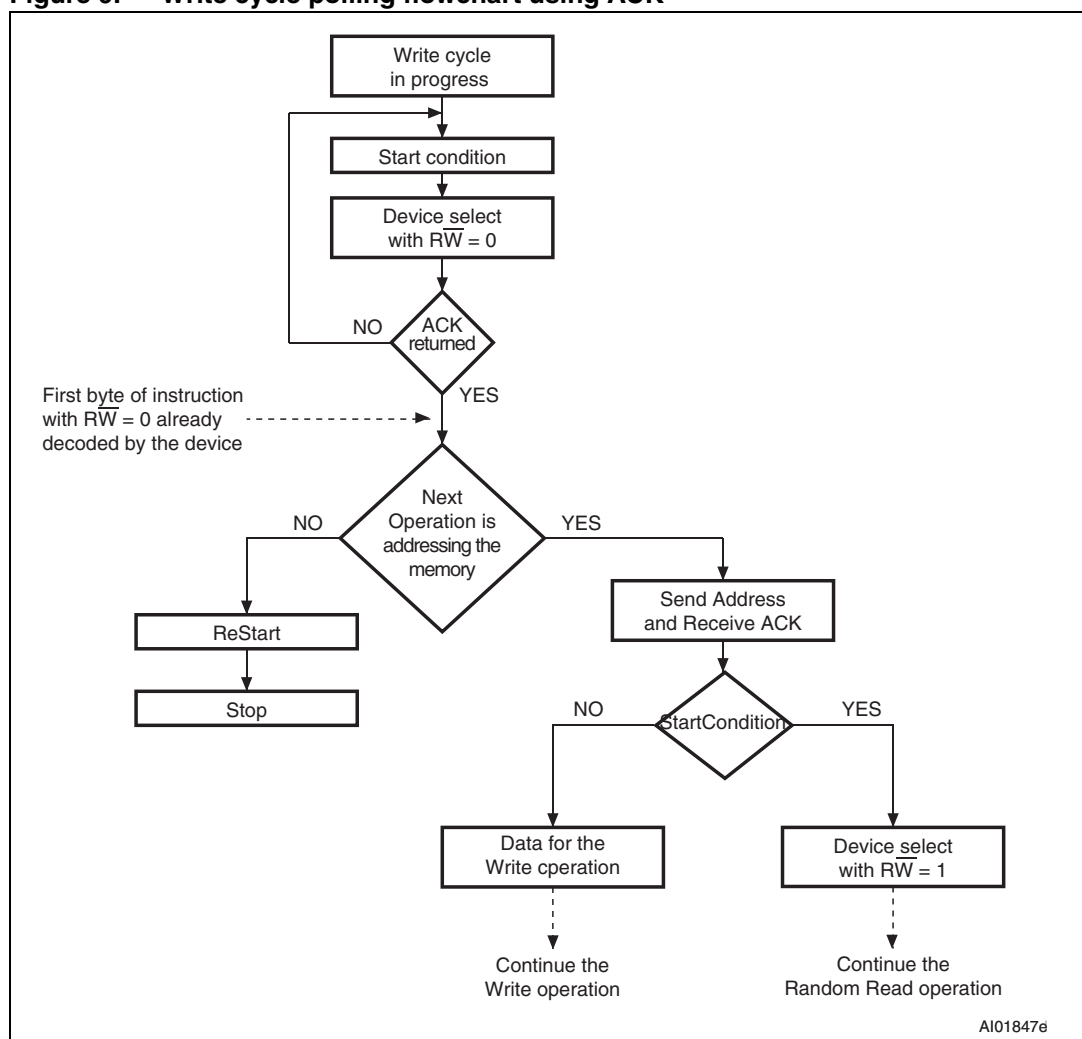 Figure 9. Write cycle polling flowchart using ACK
Write cycle
in progress
Start condition
Device select
with RW̅ = 0
NO
ACK
returned
YES
First byte of instruction
with RW̅ = 0 already
decoded by the device
Next
Operation is
addressing the
memory
NO
YES
ReStart
Stop
Send Address
and Receive ACK
StartCondition
NO
YES
Data for the
Write cperation
Device select
with RW̅ = 1
Continue the
Write operation
Continue the
Random Read operation
AI01847e